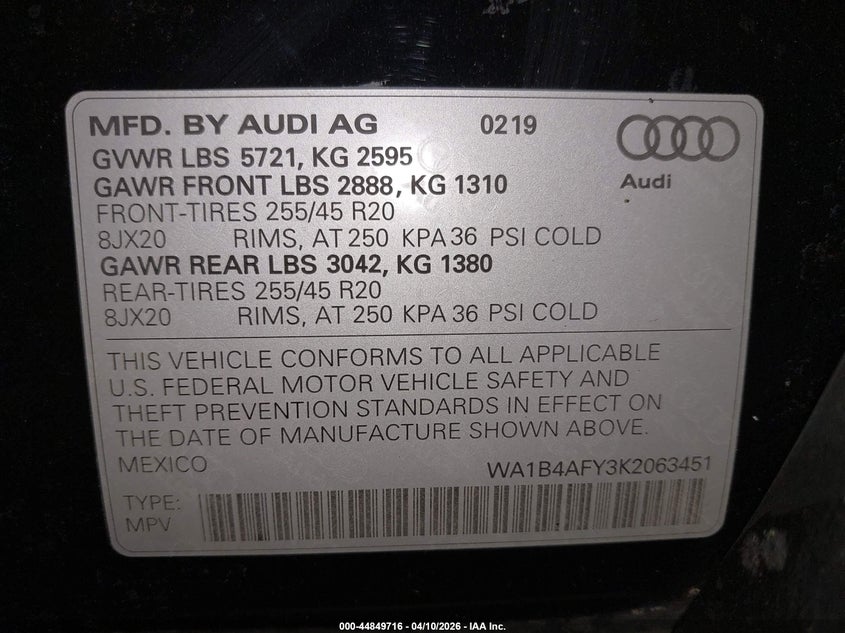 MFD. BY AUDI AG 0219
GVWR LBS 5721, KG 2595
GAWR FRONT LBS 2888, KG 1310
Audi
FRONT-TIRES 255/45 R20
8JX20 RIMS, AT 250 KPA 36 PSI COLD
GAWR REAR LBS 3042, KG 1380
REAR-TIRES 255/45 R20
8JX20 RIMS, AT 250 KPA 36 PSI COLD
THIS VEHICLE CONFORMS TO ALL APPLICABLE
U.S. FEDERAL MOTOR VEHICLE SAFETY AND
THEFT PREVENTION STANDARDS IN EFFECT ON
THE DATE OF MANUFACTURE SHOWN ABOVE.
MEXICO WA1B4AFY3K2063451
TYPE:
MPV
000-44849716 - 04/10/2026 - IAA Inc.